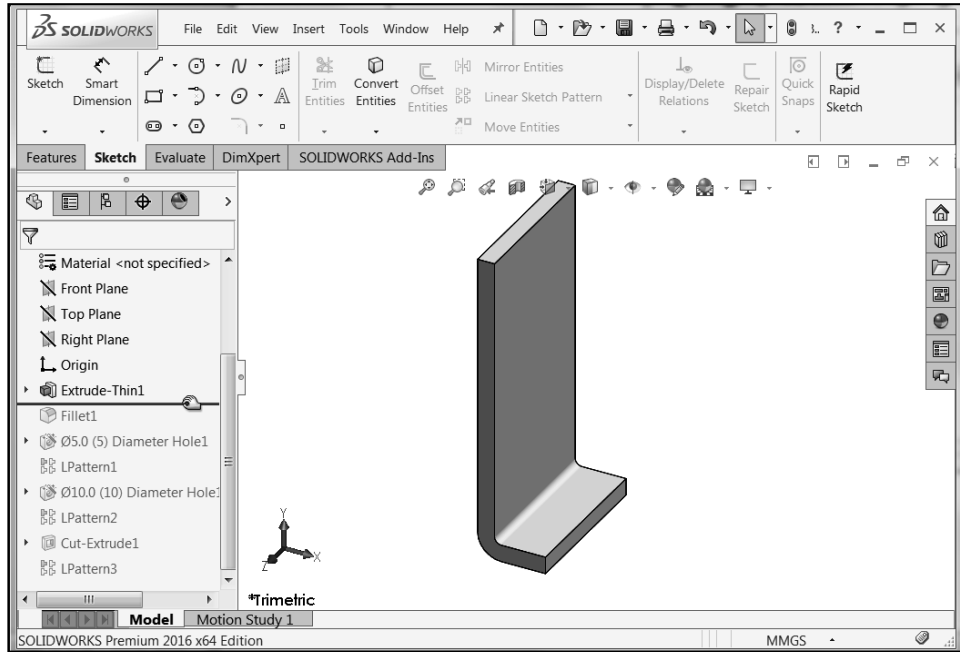 SOLIDWORKS File Edit View Insert Tools Window Help
Sketch Smart Dimension Trim Entities Convert Entities Offset Entities Mirror Entities Linear Sketch Pattern Move Entities Display/Delete Relations Repair Sketch Quick Snaps Rapid Sketch
Features Sketch Evaluate DimXpert SOLIDWORKS Add-Ins
Material <not specified>
Front Plane
Top Plane
Right Plane
Origin
Extrude-Thin1
Fillet1
Ø5.0 (5) Diameter Hole1
LPattern1
Ø10.0 (10) Diameter Hole1
LPattern2
Cut-Extrude1
LPattern3
Y
X
Z
*Trimetric
Model Motion Study 1
SOLIDWORKS Premium 2016 x64 Edition MMGS